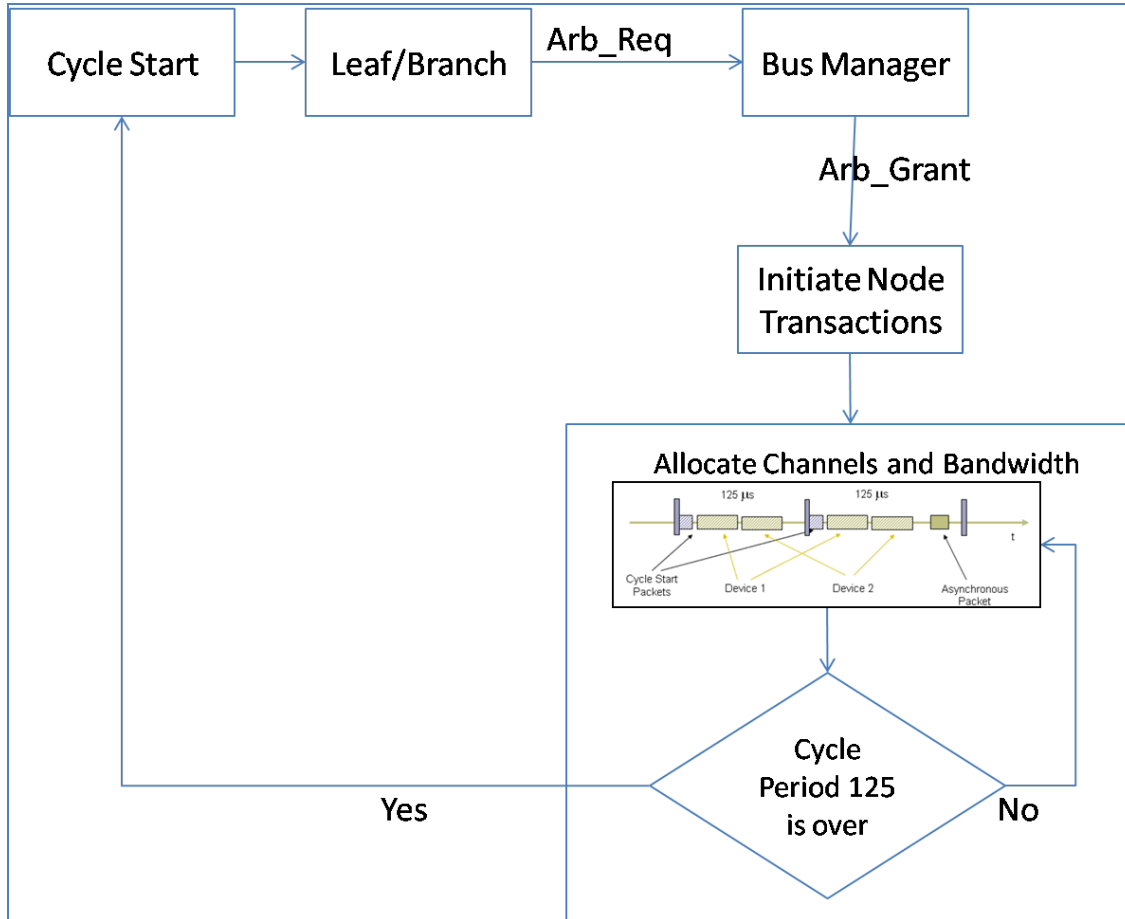 Cycle Start
Leaf/Branch
Arb_Req
Bus Manager
Arb_Grant
Initiate Node
Transactions
Allocate Channels and Bandwidth
125 μs
125 μs
t
Cycle Start
Packets
Device 1
Device 2
Asynchronous
Packet
Cycle
Period 125
is over
Yes
No